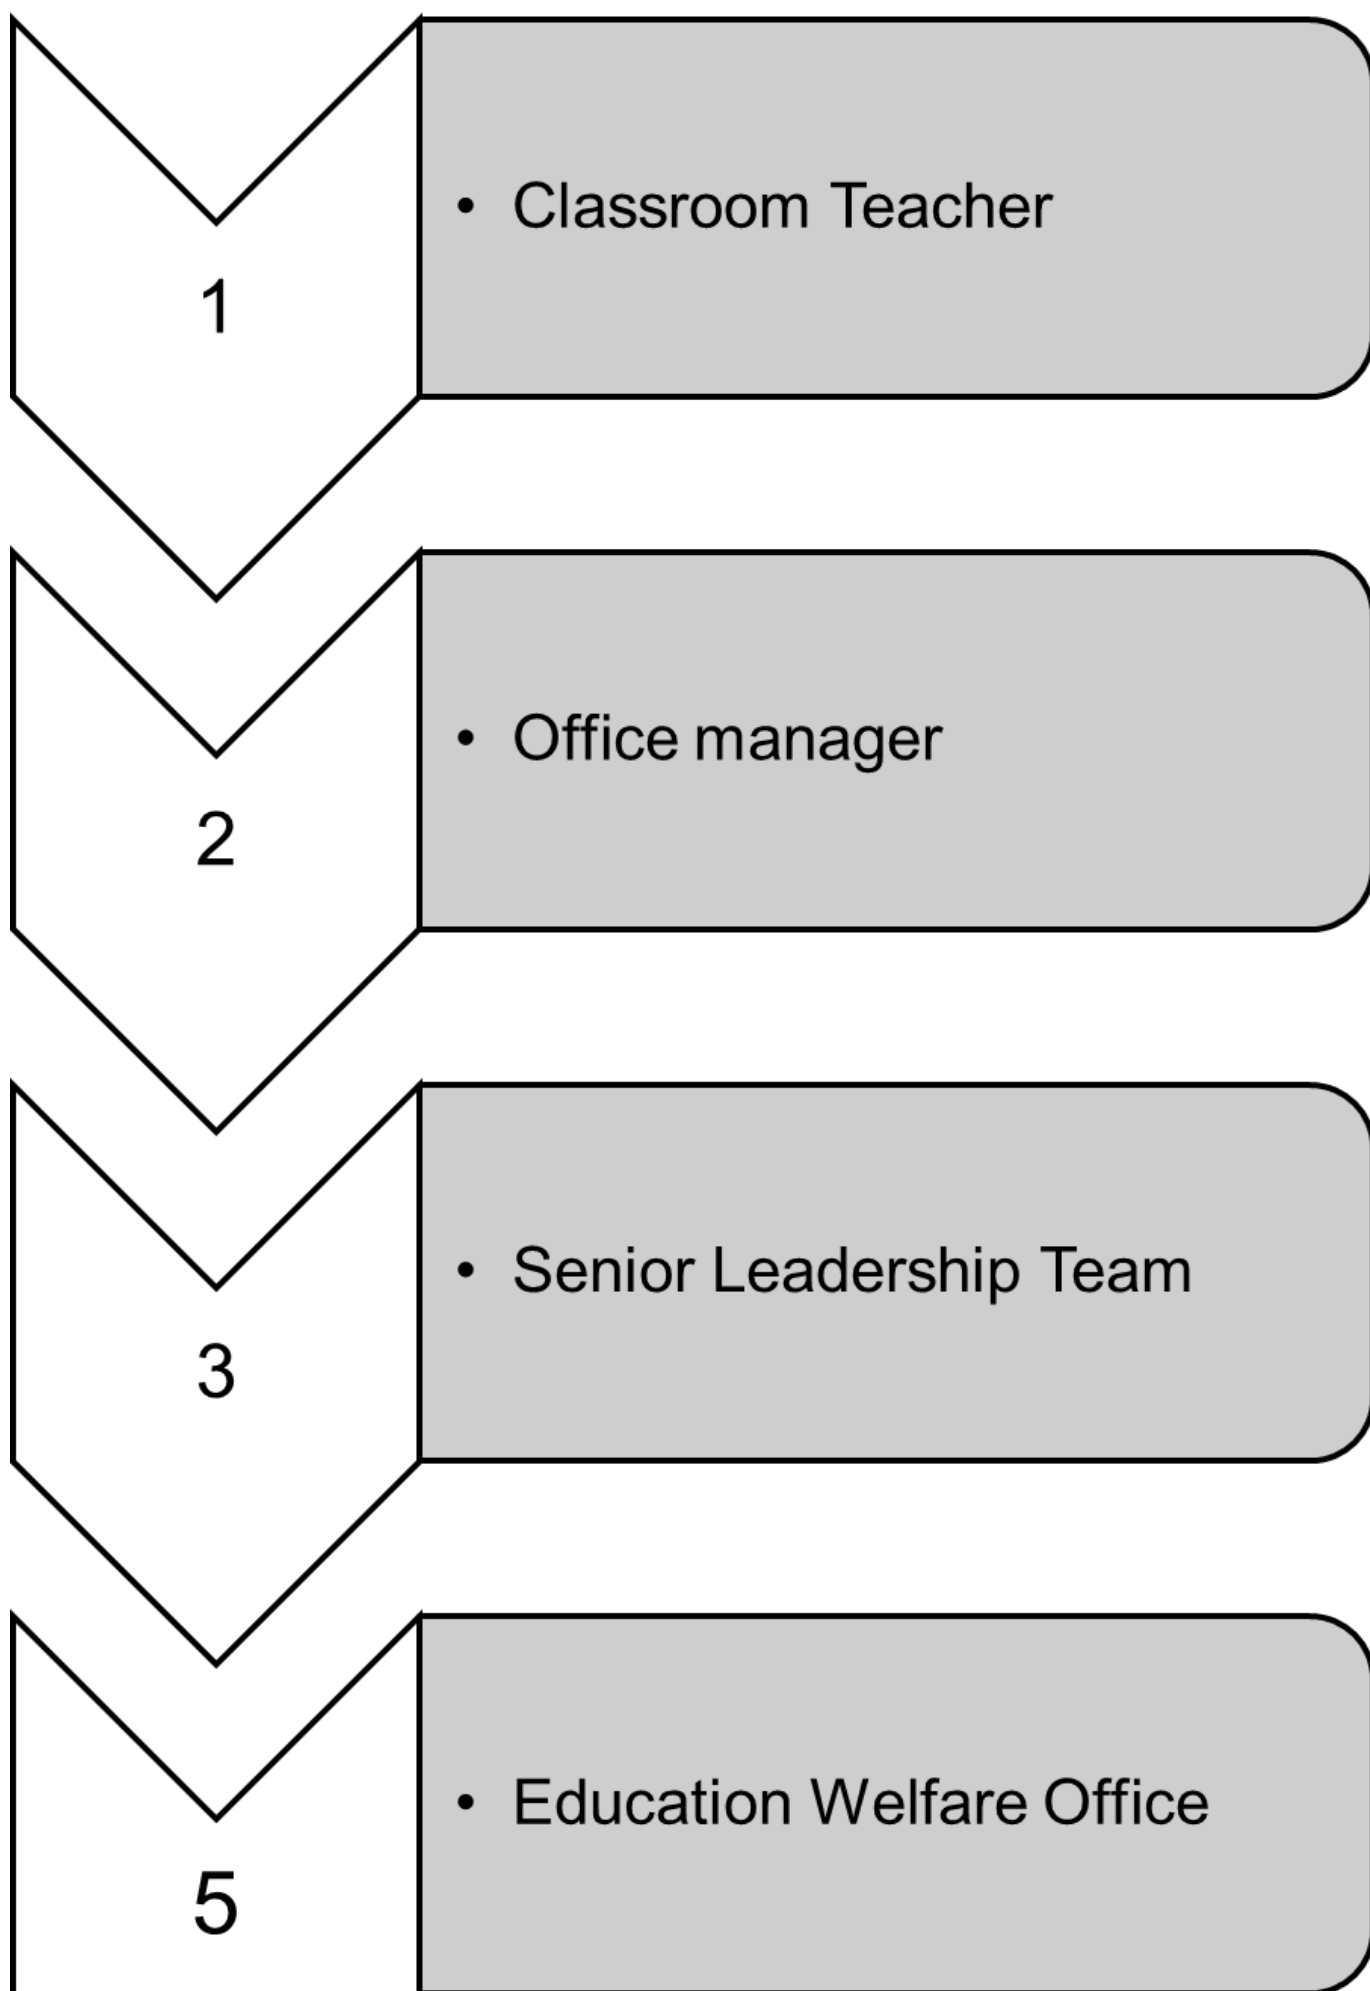 1
• Classroom Teacher
2
• Office manager
3
• Senior Leadership Team
5
• Education Welfare Office